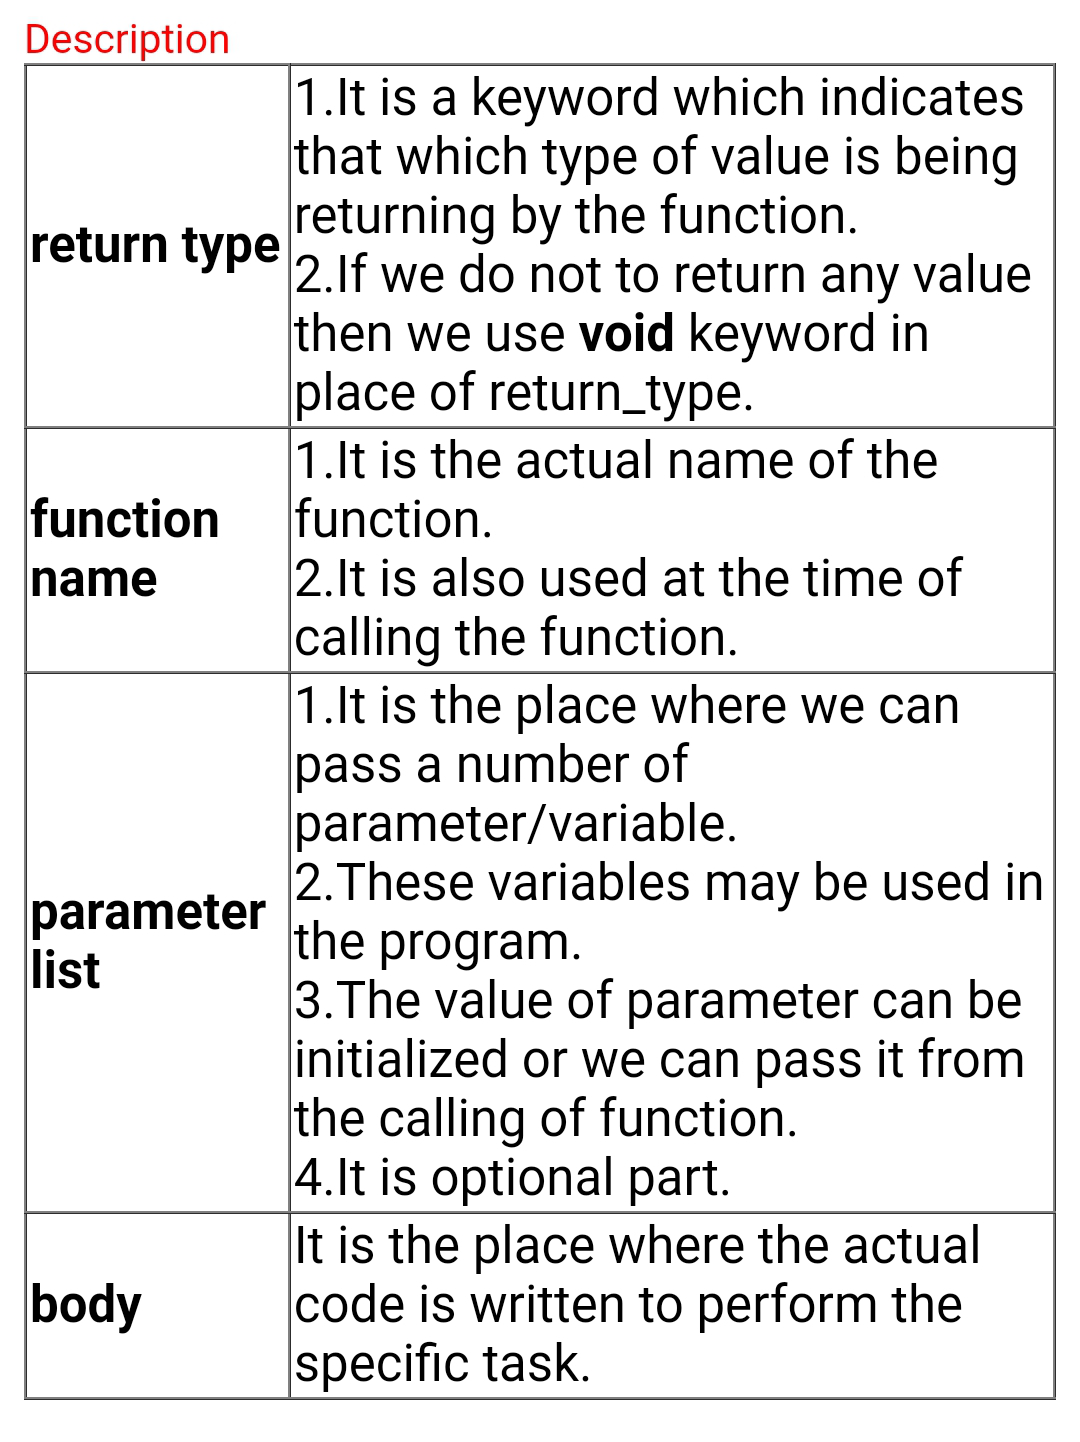 Description
return type
1.It is a keyword which indicates
that which type of value is being
returning by the function.
2.If we do not to return any value
then we use void keyword in
place of return_type.
function
name
1.It is the actual name of the
function.
2.It is also used at the time of
calling the function.
parameter
list
1.It is the place where we can
pass a number of
parameter/variable.
2.These variables may be used in
the program.
3.The value of parameter can be
initialized or we can pass it from
the calling of function.
4.It is optional part.
body
It is the place where the actual
code is written to perform the
specific task.